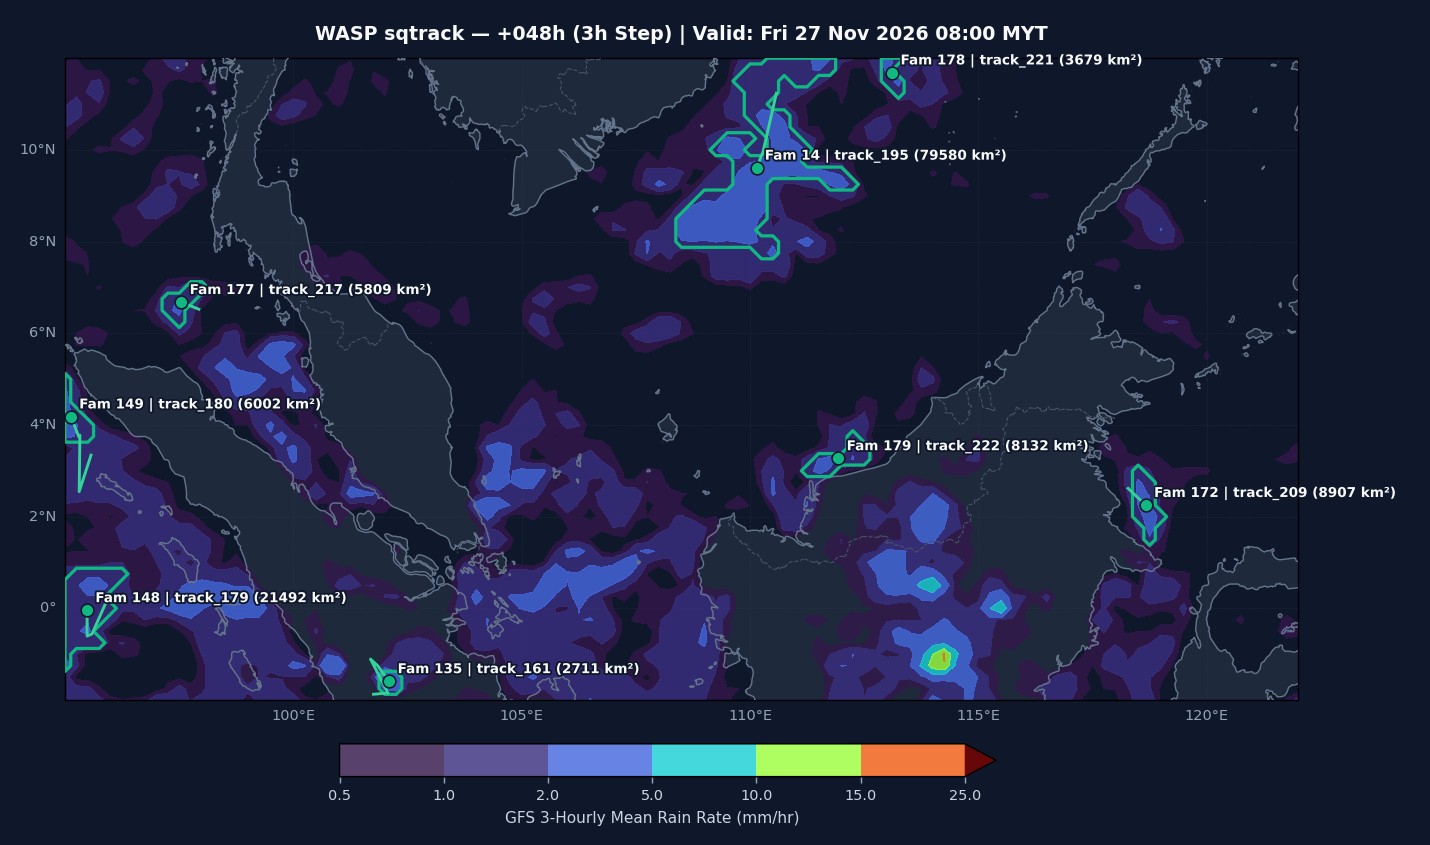 WASP sqtrack — +048h (3h Step) | Valid: Fri 27 Nov 2026 08:00 MYT
Fam 178 | track_221 (3679 km²)
10°N
Fam 14 | track_195 (79580 km²)
8°N
Fam 177 | track_217 (5809 km²)
6°N
Fam 149 | track_180 (6002 km²)
4°N
Fam 179 | track_222 (8132 km²)
Fam 172 | track_209 (8907 km²)
2°N
Fam 148 | track_179 (21492 km²)
0°
Fam 135 | track_161 (2711 km²)
100°E 105°E 110°E 115°E 120°E
0.5 1.0 2.0 5.0 10.0 15.0 25.0
GFS 3-Hourly Mean Rain Rate (mm/hr)